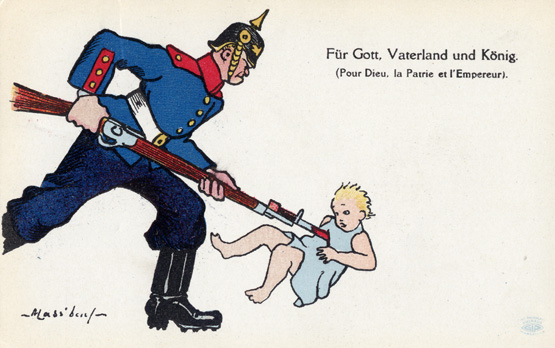 Für Gott, Vaterland und König.
(Pour Dieu, la Patrie et l'Empereur).